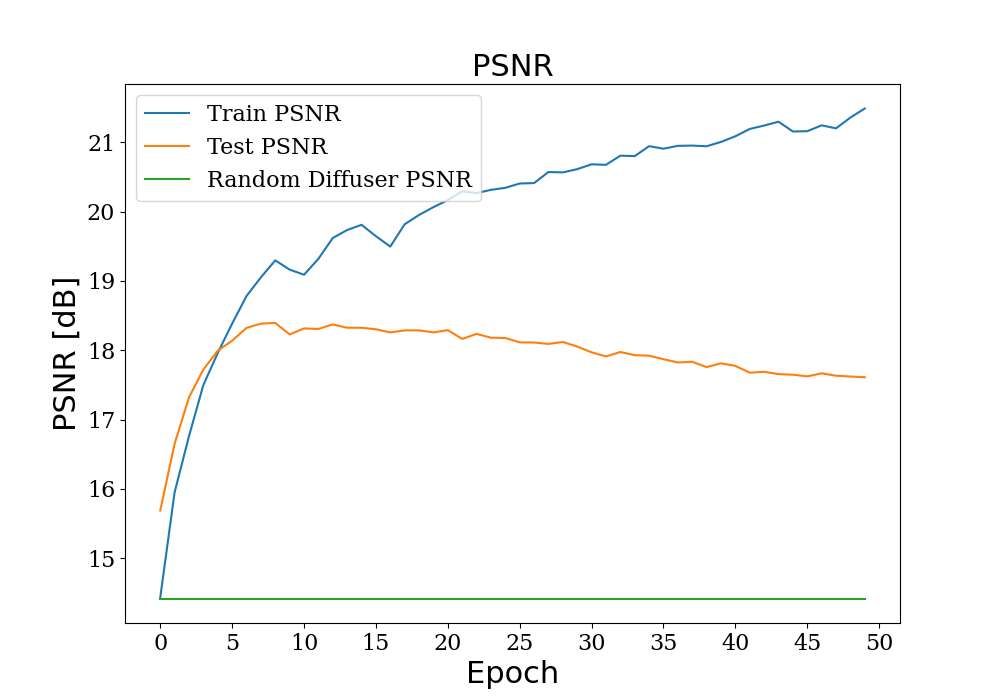 PSNR
Train PSNR
Test PSNR
Random Diffuser PSNR
PSNR [dB]
21
20
19
18
17
16
15
0 5 10 15 20 25 30 35 40 45 50
Epoch